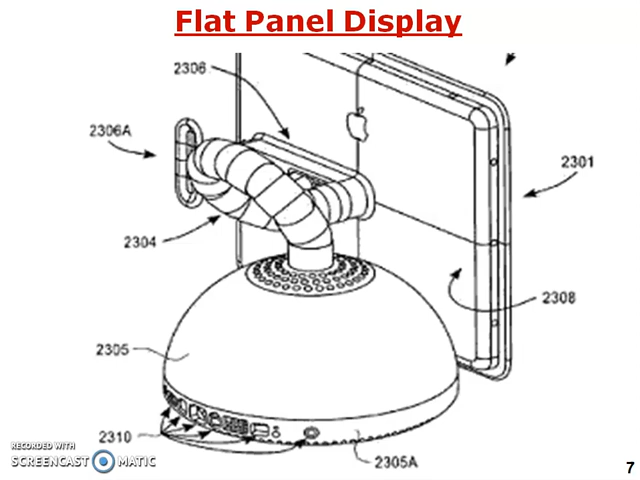 Flat Panel Display
2306
2306A
2301
2304
2308
2305
2310
2305A
RECORDED WITH
SCREENCAST MATIC
7